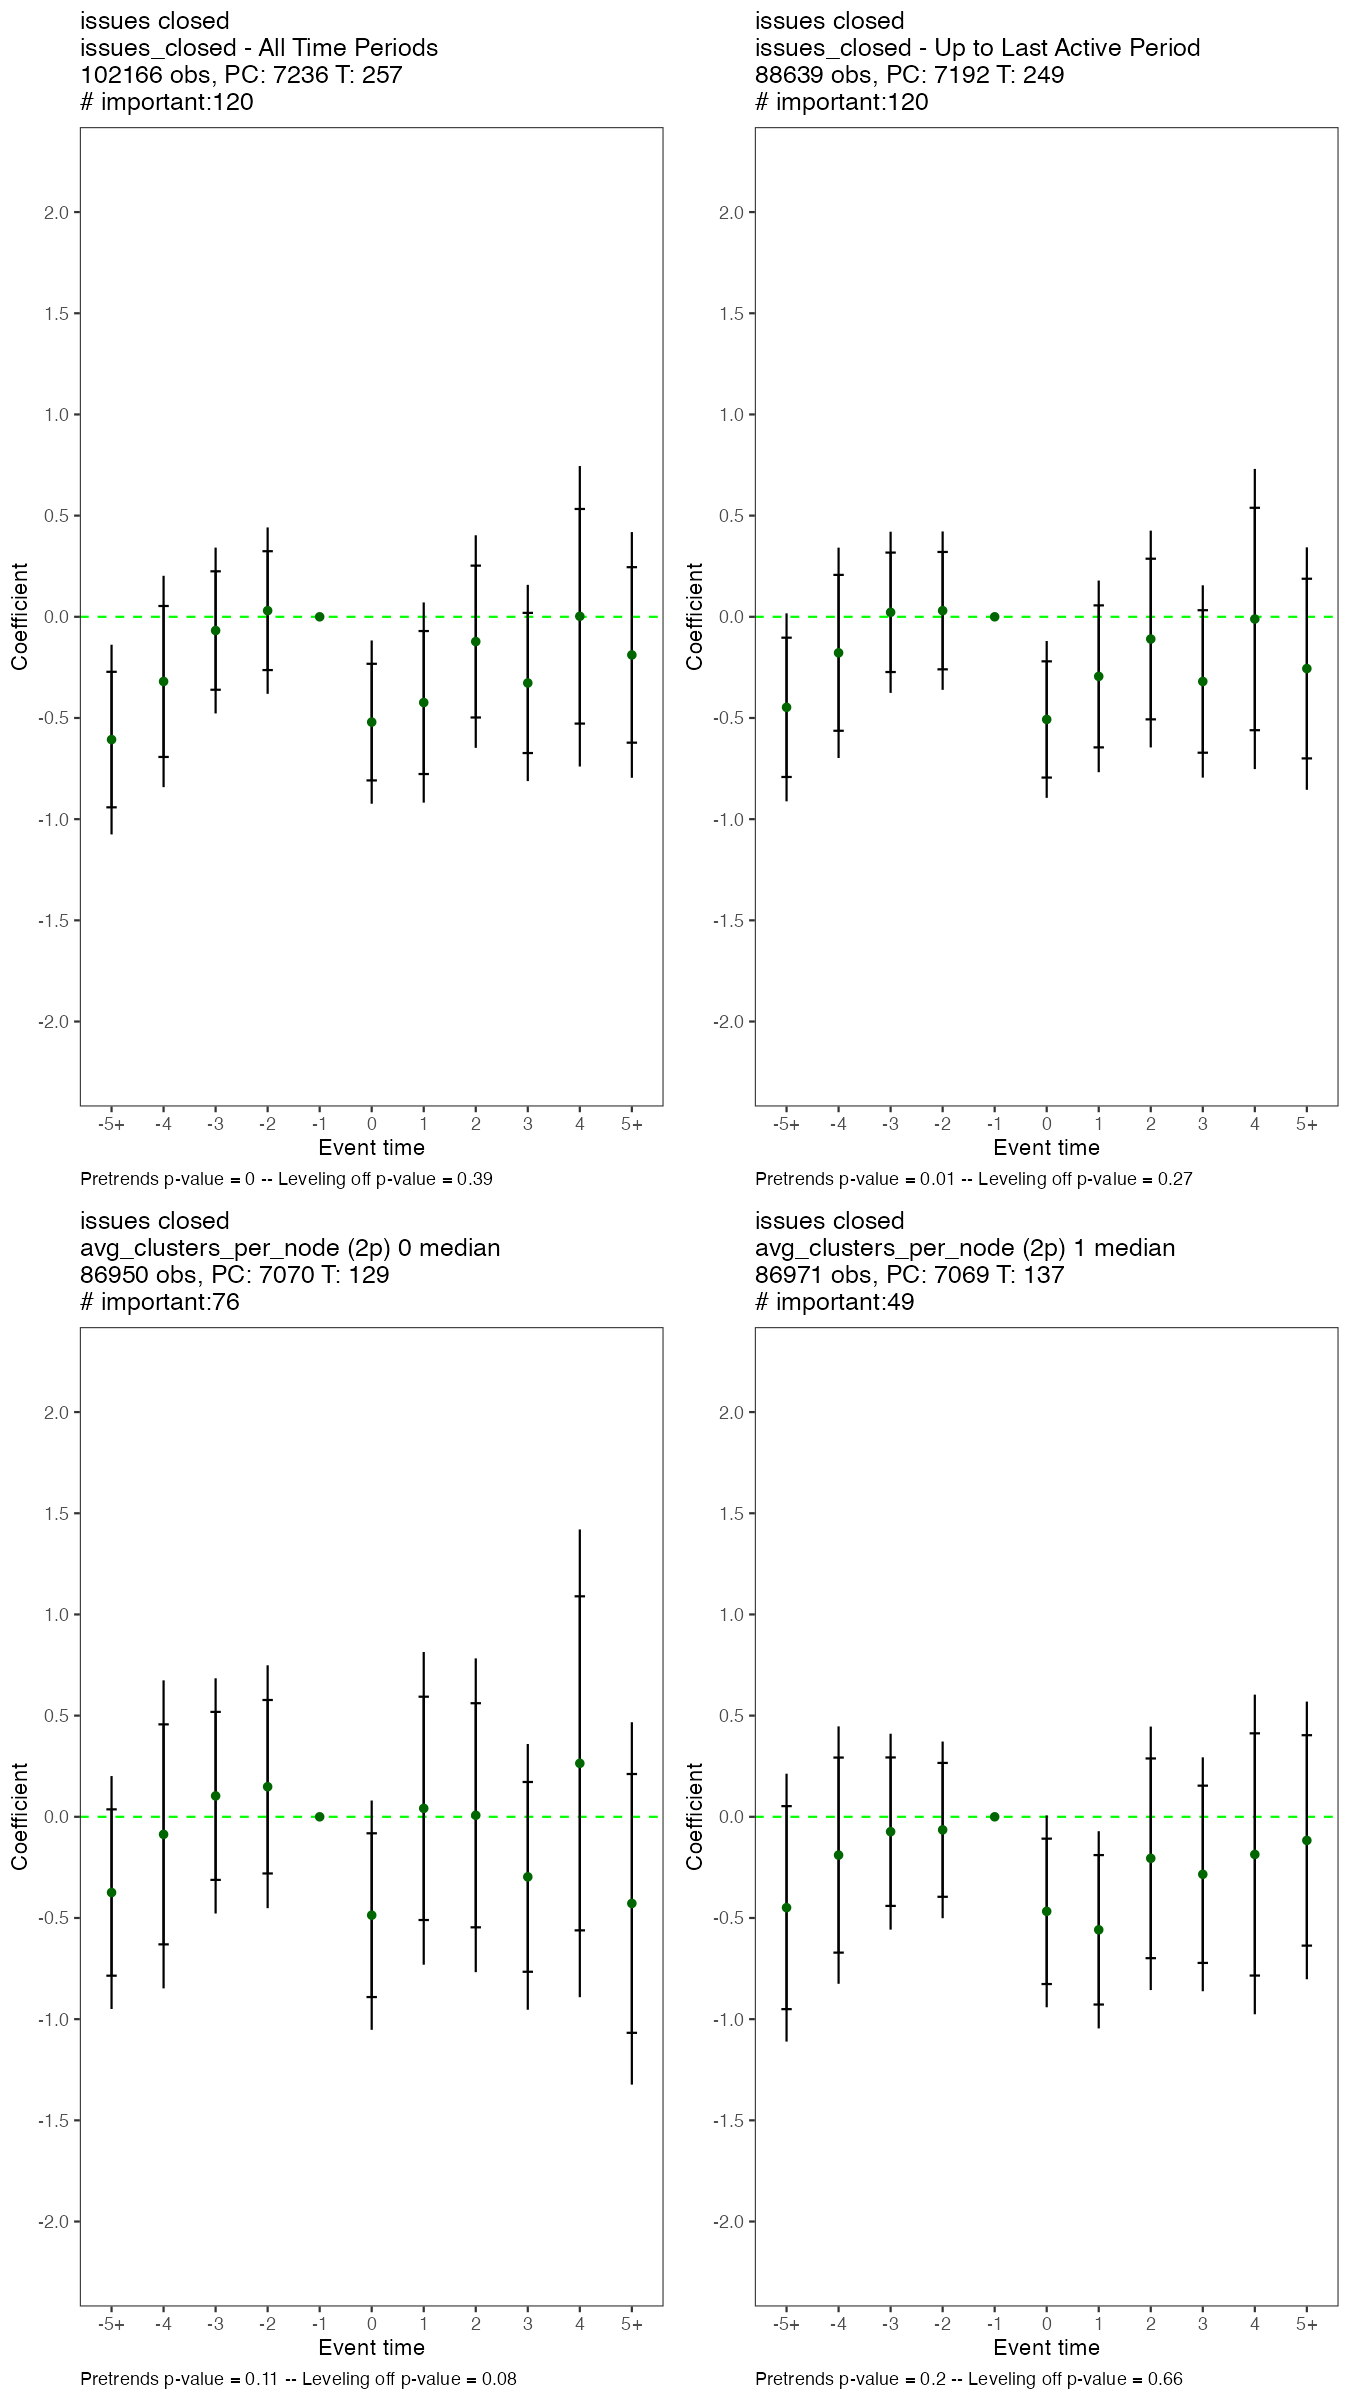 issues closed
issues_closed - All Time Periods
102166 obs, PC: 7236 T: 257
# important:120
2.0
1.5
1.0
0.5
0.0
-0.5
-1.0
-1.5
-2.0
Coefficient
-5+ -4 -3 -2 -1 0 1 2 3 4 5+
Event time
Pretrends p-value = 0 -- Leveling off p-value = 0.39
issues closed
issues_closed - Up to Last Active Period
88639 obs, PC: 7192 T: 249
# important:120
2.0
1.5
1.0
0.5
0.0
-0.5
-1.0
-1.5
-2.0
Coefficient
-5+ -4 -3 -2 -1 0 1 2 3 4 5+
Event time
Pretrends p-value = 0.01 -- Leveling off p-value = 0.27
issues closed
avg_clusters_per_node (2p) 0 median
86950 obs, PC: 7070 T: 129
# important:76
2.0
1.5
1.0
0.5
0.0
-0.5
-1.0
-1.5
-2.0
Coefficient
-5+ -4 -3 -2 -1 0 1 2 3 4 5+
Event time
Pretrends p-value = 0.11 -- Leveling off p-value = 0.08
issues closed
avg_clusters_per_node (2p) 1 median
86971 obs, PC: 7069 T: 137
# important:49
2.0
1.5
1.0
0.5
0.0
-0.5
-1.0
-1.5
-2.0
Coefficient
-5+ -4 -3 -2 -1 0 1 2 3 4 5+
Event time
Pretrends p-value = 0.2 -- Leveling off p-value = 0.66